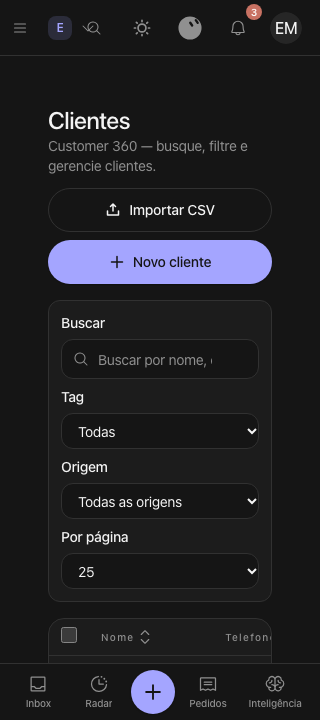 E
3
EM
Clientes
Customer 360 — busque, filtre e
gerencie clientes.
Importar CSV
Novo cliente
Buscar
Buscar por nome,
Tag
Todas
Origem
Todas as origens
Por página
25
Nome Telefon
Inbox Radar Pedidos Inteligência